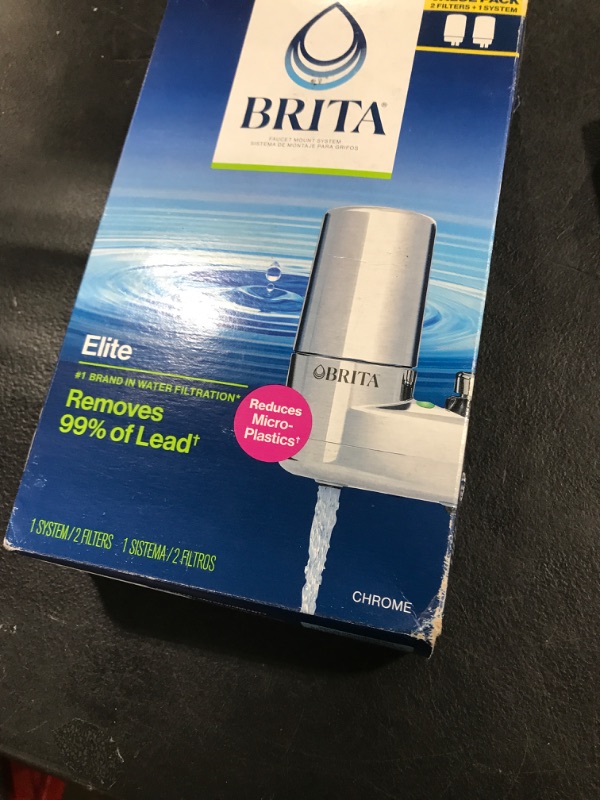 2 FILTERS + 1 SYSTEM
BRITA®
FAUCET MOUNT SYSTEM
SISTEMA DE MONTAJE PARA GRIFOS
BRITA
Elite
#1 BRAND IN WATER FILTRATION*
Removes
99% of Lead†
Reduces
Micro-
Plastics†
1 SYSTEM/2 FILTERS 1 SISTEMA/2 FILTROS
CHROME